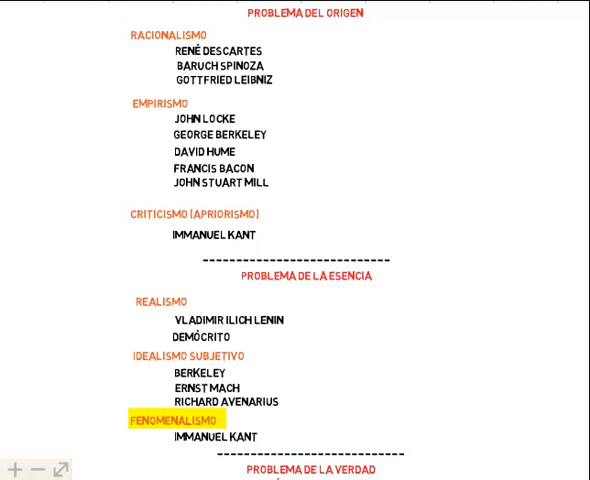 PROBLEMA DEL ORIGEN
RACIONALISMO
RENÉ DESCARTES
BARUCH SPINOZA
GOTTFRIED LEIBNIZ
EMPIRISMO
JOHN LOCKE
GEORGE BERKELEY
DAVID HUME
FRANCIS BACON
JOHN STUART MILL
CRITICISMO (APRIORISMO)
IMMANUEL KANT
----------------------------
PROBLEMA DE LA ESENCIA
REALISMO
VLADIMIR ILICH LENIN
DEMÓCRITO
IDEALISMO SUBJETIVO
BERKELEY
ERNST MACH
RICHARD AVENARIUS
FENOMENALISMO
IMMANUEL KANT
----------------------------
PROBLEMA DE LA VERDAD